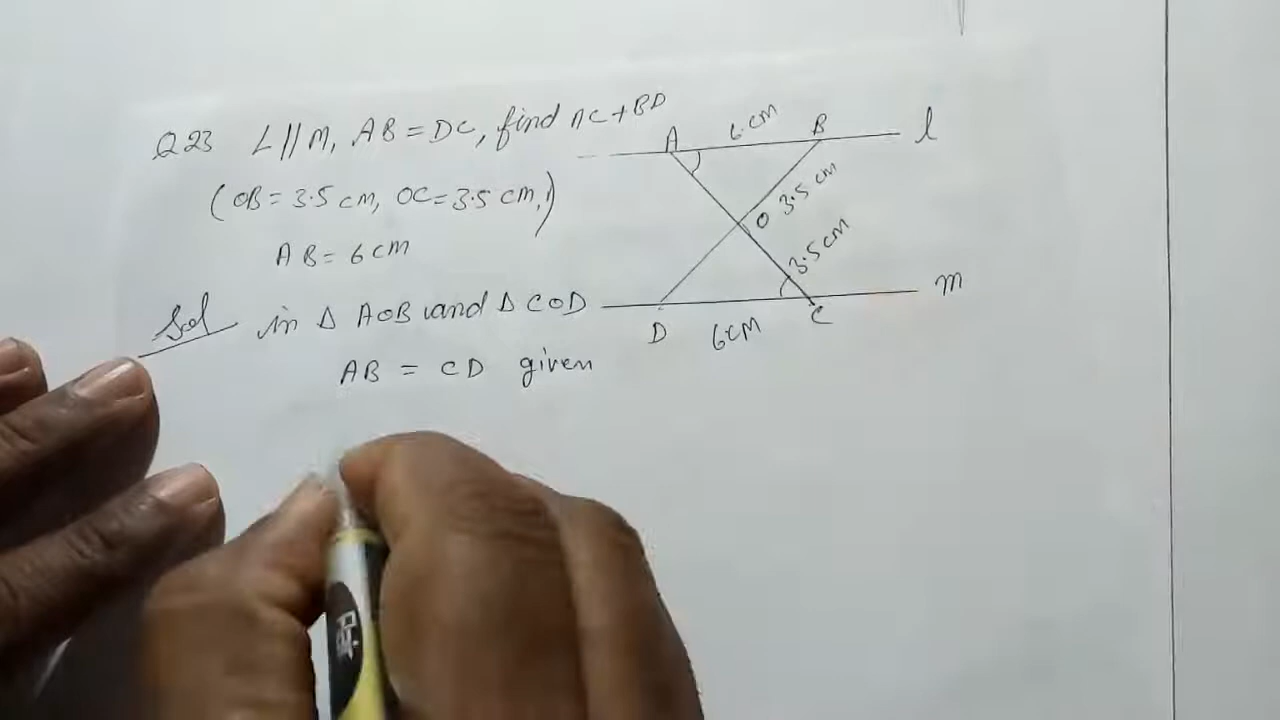 Q23 L//M, AB = DC, find AC+BD
(OB = 3.5 cm, OC = 3.5 cm,)
AB = 6 cm
Sol in Δ AOB and Δ COD
AB = CD given
A 6 cm B l
O 3.5 cm
3.5 cm
D 6 cm C m